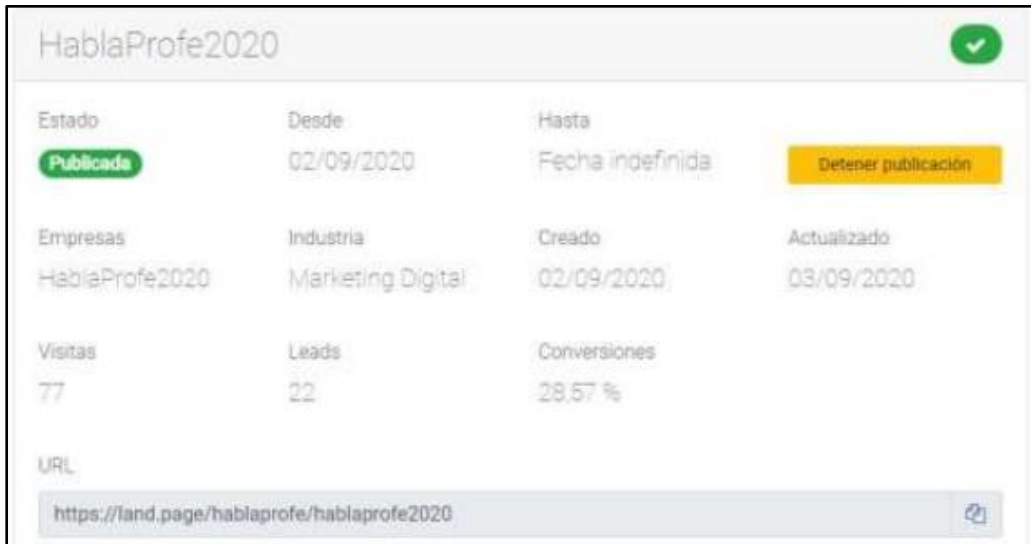 HablaProfe2020
Estado Desde Hasta
Publicada 02/09/2020 Fecha indefinida Detener publicación
Empresas Industria Creado Actualizado
HablaProfe2020 Marketing Digital 02/09/2020 03/09/2020
Visitas Leads Conversiones
77 22 28,57 %
URL
https://land.page/hablaprofe/hablaprofe2020